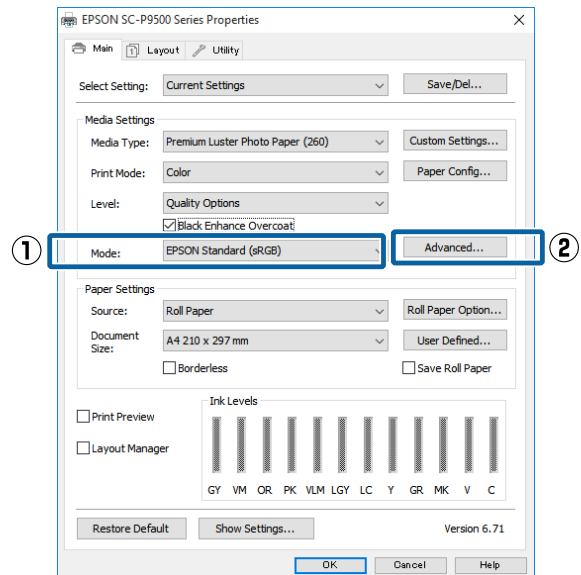 EPSON SC-P9500 Series Properties
Main Layout Utility
Select Setting: Current Settings Save/Del...
Media Settings
Media Type: Premium Luster Photo Paper (260) Custom Settings...
Print Mode: Color Paper Config...
Level: Quality Options
Black Enhance Overcoat
① Mode: EPSON Standard (sRGB) Advanced... ②
Paper Settings
Source: Roll Paper Roll Paper Option...
Document Size: A4 210 x 297 mm User Defined...
Borderless Save Roll Paper
Ink Levels
Print Preview
Layout Manager
GY VM OR PK VLM LGY LC Y GR MK V C
Restore Default Show Settings... Version 6.71
OK Cancel Help